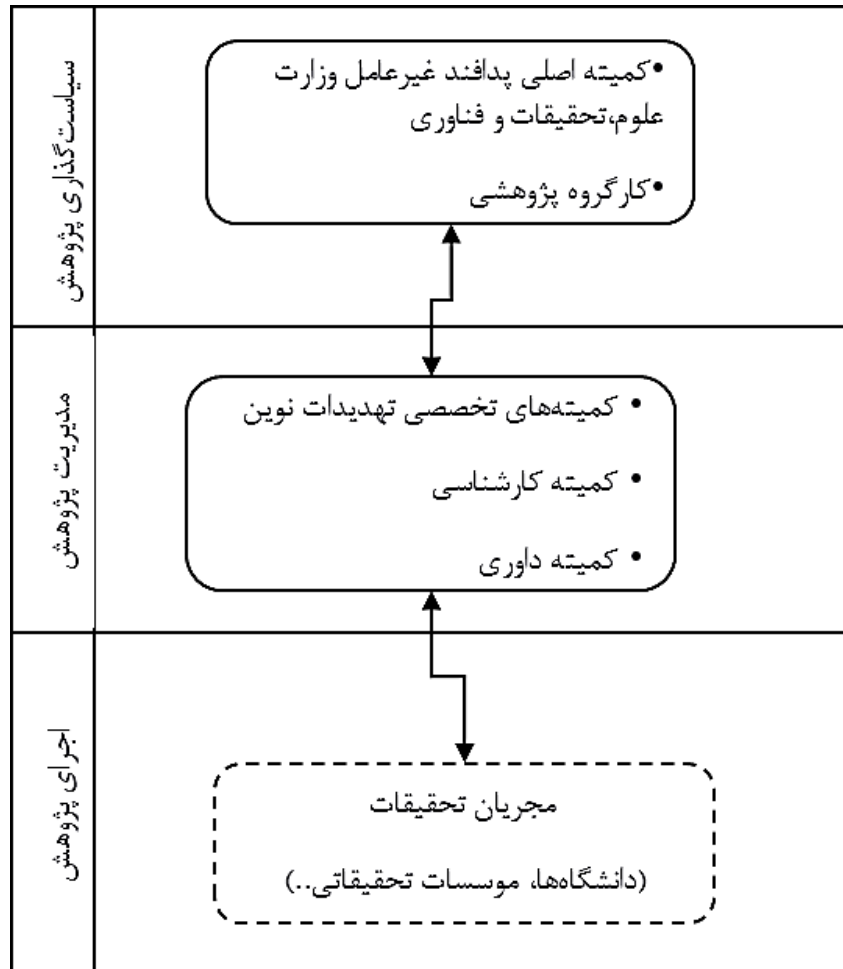 سیاست‌گذاری پژوهش
•کمیته اصلی پدافند غیرعامل وزارت
علوم،تحقیقات و فناوری
•کارگروه پژوهشی
مدیریت پژوهش
• کمیته‌های تخصصی تهدیدات نوین
• کمیته کارشناسی
• کمیته داوری
اجرای پژوهش
مجریان تحقیقات
(دانشگاه‌ها، موسسات تحقیقاتی..)